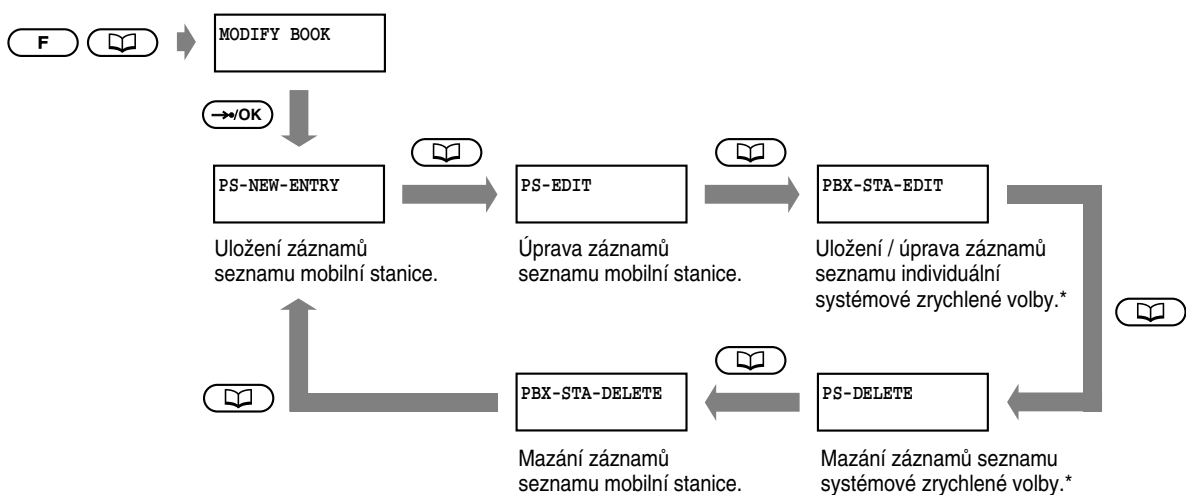 F
MODIFY BOOK
→/OK
PS-NEW-ENTRY
PS-EDIT
PBX-STA-EDIT
Uložení záznamů
seznamu mobilní stanice.
Úprava záznamů
seznamu mobilní stanice.
Uložení / úprava záznamů
seznamu individuální
systémové zrychlené volby.*
PBX-STA-DELETE
PS-DELETE
Mazání záznamů
seznamu mobilní stanice.
Mazání záznamů seznamu
systémové zrychlené volby.*